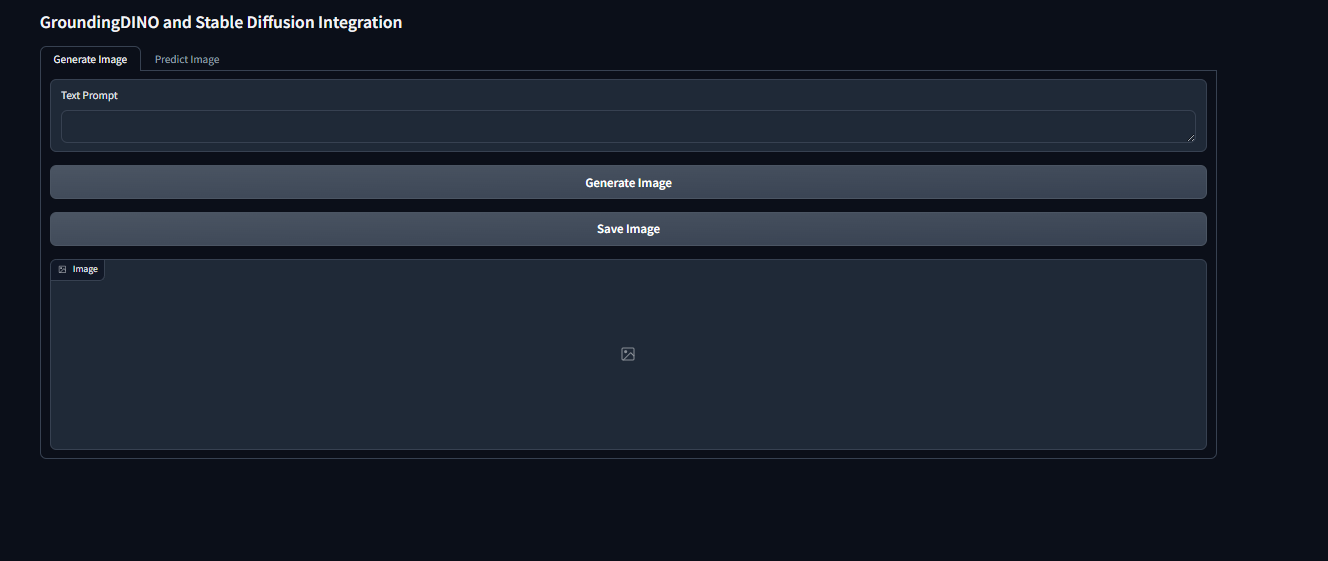 GroundingDINO and Stable Diffusion Integration
Generate Image Predict Image
Text Prompt
Generate Image
Save Image
Image